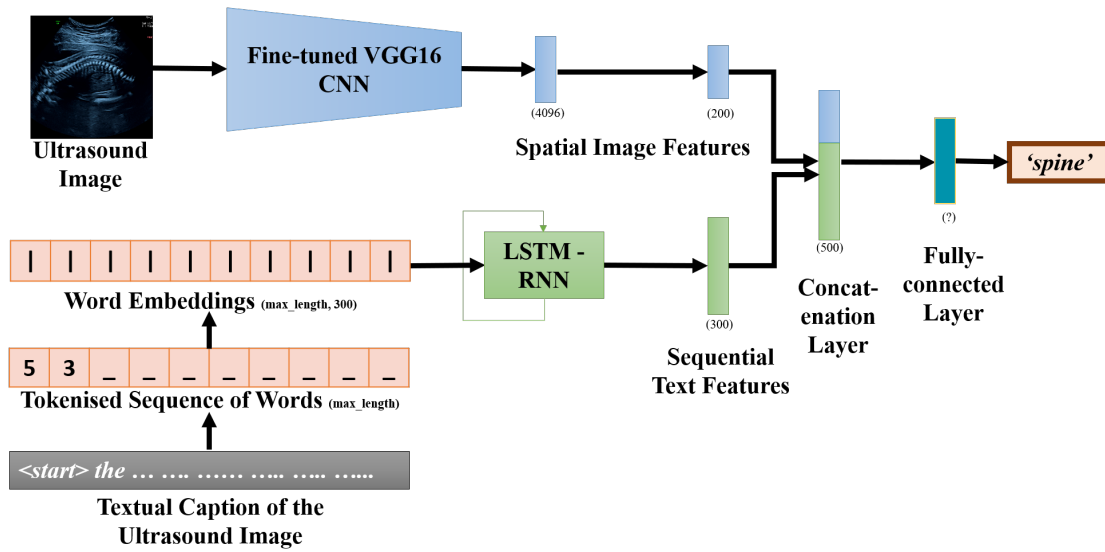 Fine-tuned VGG16
CNN
(4096)
(200)
Ultrasound
Image
Spatial Image Features
‘spine’
(?)
(500)
Fully-
connected
Layer
Concat-
enation
Layer
| | | | | | | | | |
Word Embeddings (max_length, 300)
LSTM -
RNN
(300)
Sequential
Text Features
5 3 _ _ _ _ _ _ _ _
Tokenised Sequence of Words (max_length)
<start> the … …. …… ….. ….. …...
Textual Caption of the
Ultrasound Image